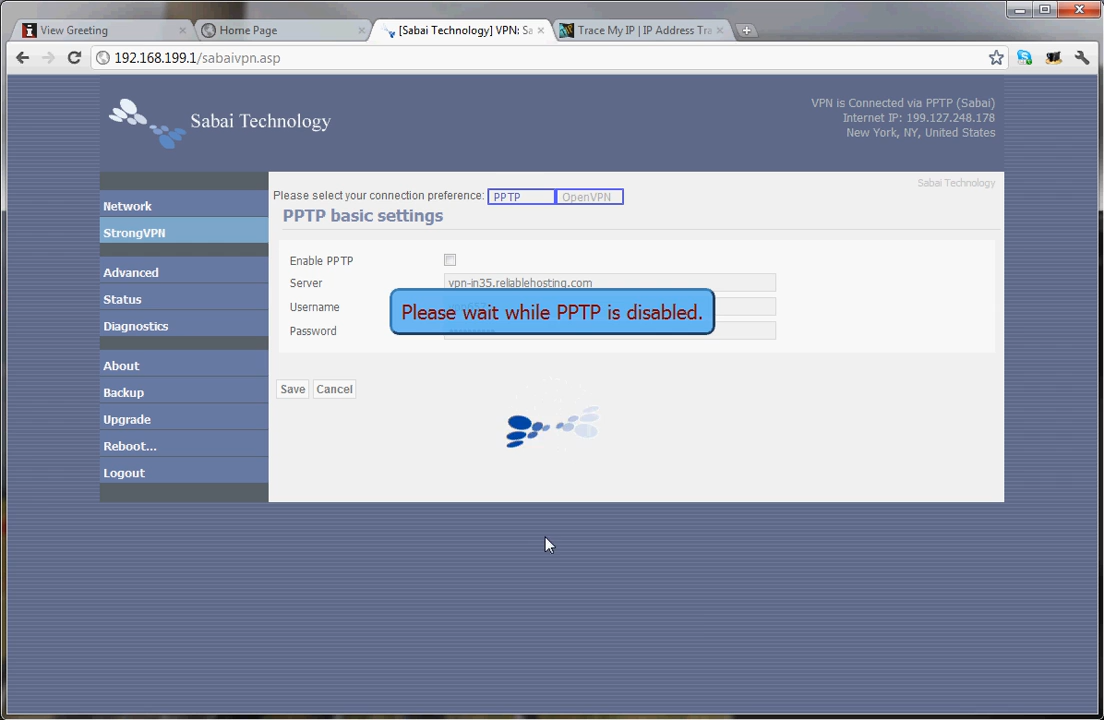 View Greeting
Home Page
[Sabai Technology] VPN: Sa
Trace My IP | IP Address Tra
192.168.199.1/sabaivpn.asp
Sabai Technology
VPN is Connected via PPTP (Sabai)
Internet IP: 199.127.248.178
New York, NY, United States
Sabai Technology
Network
StrongVPN
Advanced
Status
Diagnostics
About
Backup
Upgrade
Reboot...
Logout
Please select your connection preference: PPTP OpenVPN
PPTP basic settings
Enable PPTP
Server vpn-in35.reliablehosting.com
Username
Password
Please wait while PPTP is disabled.
Save Cancel